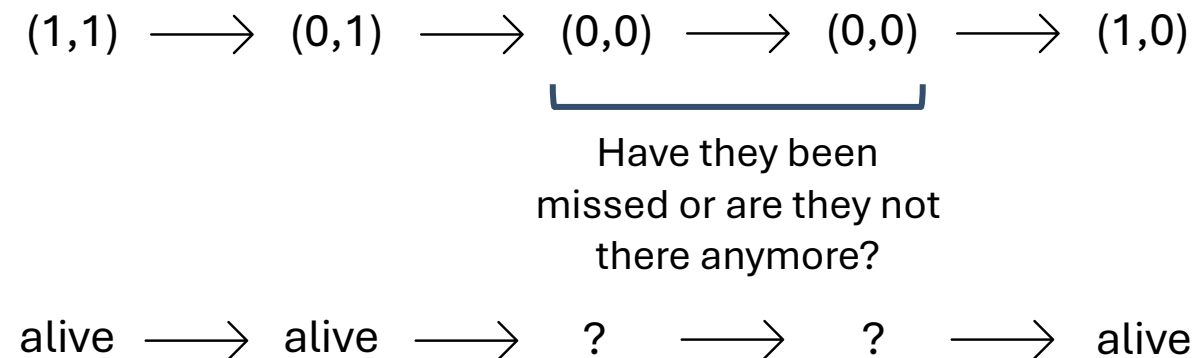 (1,1) ⟶ (0,1) ⟶ (0,0) ⟶ (0,0) ⟶ (1,0)
Have they been
missed or are they not
there anymore?
alive ⟶ alive ⟶ ? ⟶ ? ⟶ alive